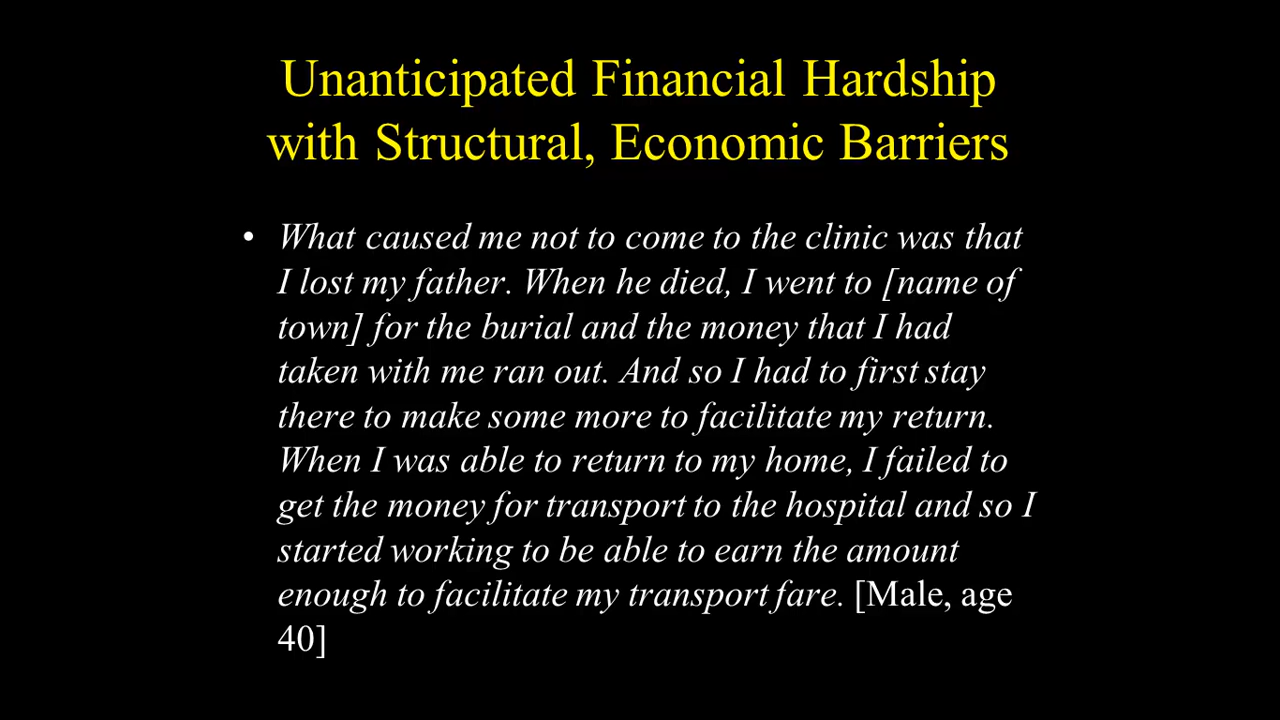 Unanticipated Financial Hardship
with Structural, Economic Barriers
• What caused me not to come to the clinic was that
I lost my father. When he died, I went to [name of
town] for the burial and the money that I had
taken with me ran out. And so I had to first stay
there to make some more to facilitate my return.
When I was able to return to my home, I failed to
get the money for transport to the hospital and so I
started working to be able to earn the amount
enough to facilitate my transport fare. [Male, age
40]